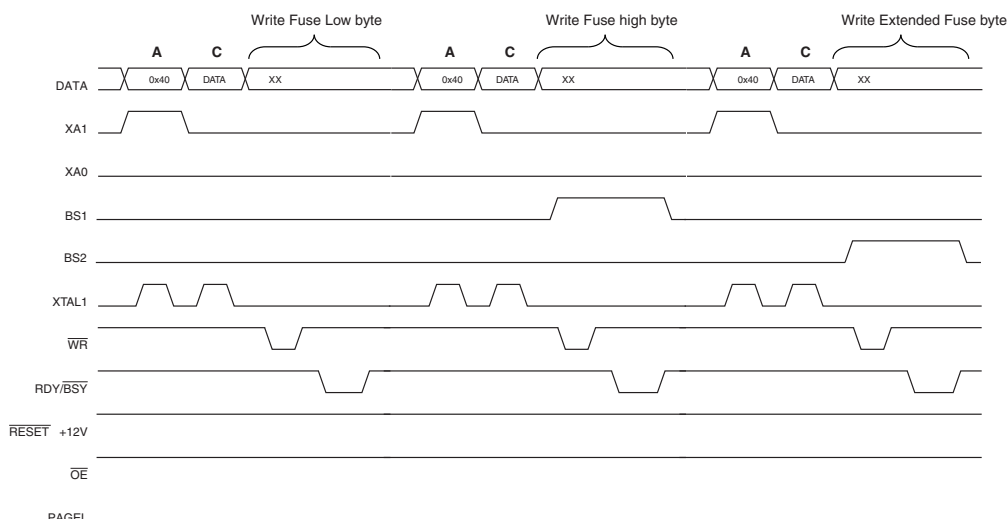 Write Fuse Low byte Write Fuse high byte Write Extended Fuse byte
A C A C A C
DATA 0x40 DATA XX 0x40 DATA XX 0x40 DATA XX
XA1
XA0
BS1
BS2
XTAL1
WR
RDY/BSY
RESET +12V
OE
PAGEL